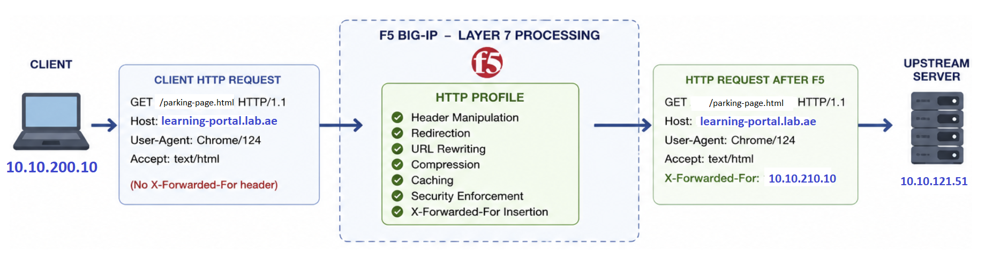 CLIENT
10.10.200.10
CLIENT HTTP REQUEST
GET /parking-page.html HTTP/1.1
Host: learning-portal.lab.ae
User-Agent: Chrome/124
Accept: text/html
(No X-Forwarded-For header)
F5 BIG-IP – LAYER 7 PROCESSING
f5
HTTP PROFILE
Header Manipulation
Redirection
URL Rewriting
Compression
Caching
Security Enforcement
X-Forwarded-For Insertion
HTTP REQUEST AFTER F5
GET /parking-page.html HTTP/1.1
Host: learning-portal.lab.ae
User-Agent: Chrome/124
Accept: text/html
X-Forwarded-For: 10.10.210.10
UPSTREAM
SERVER
10.10.121.51